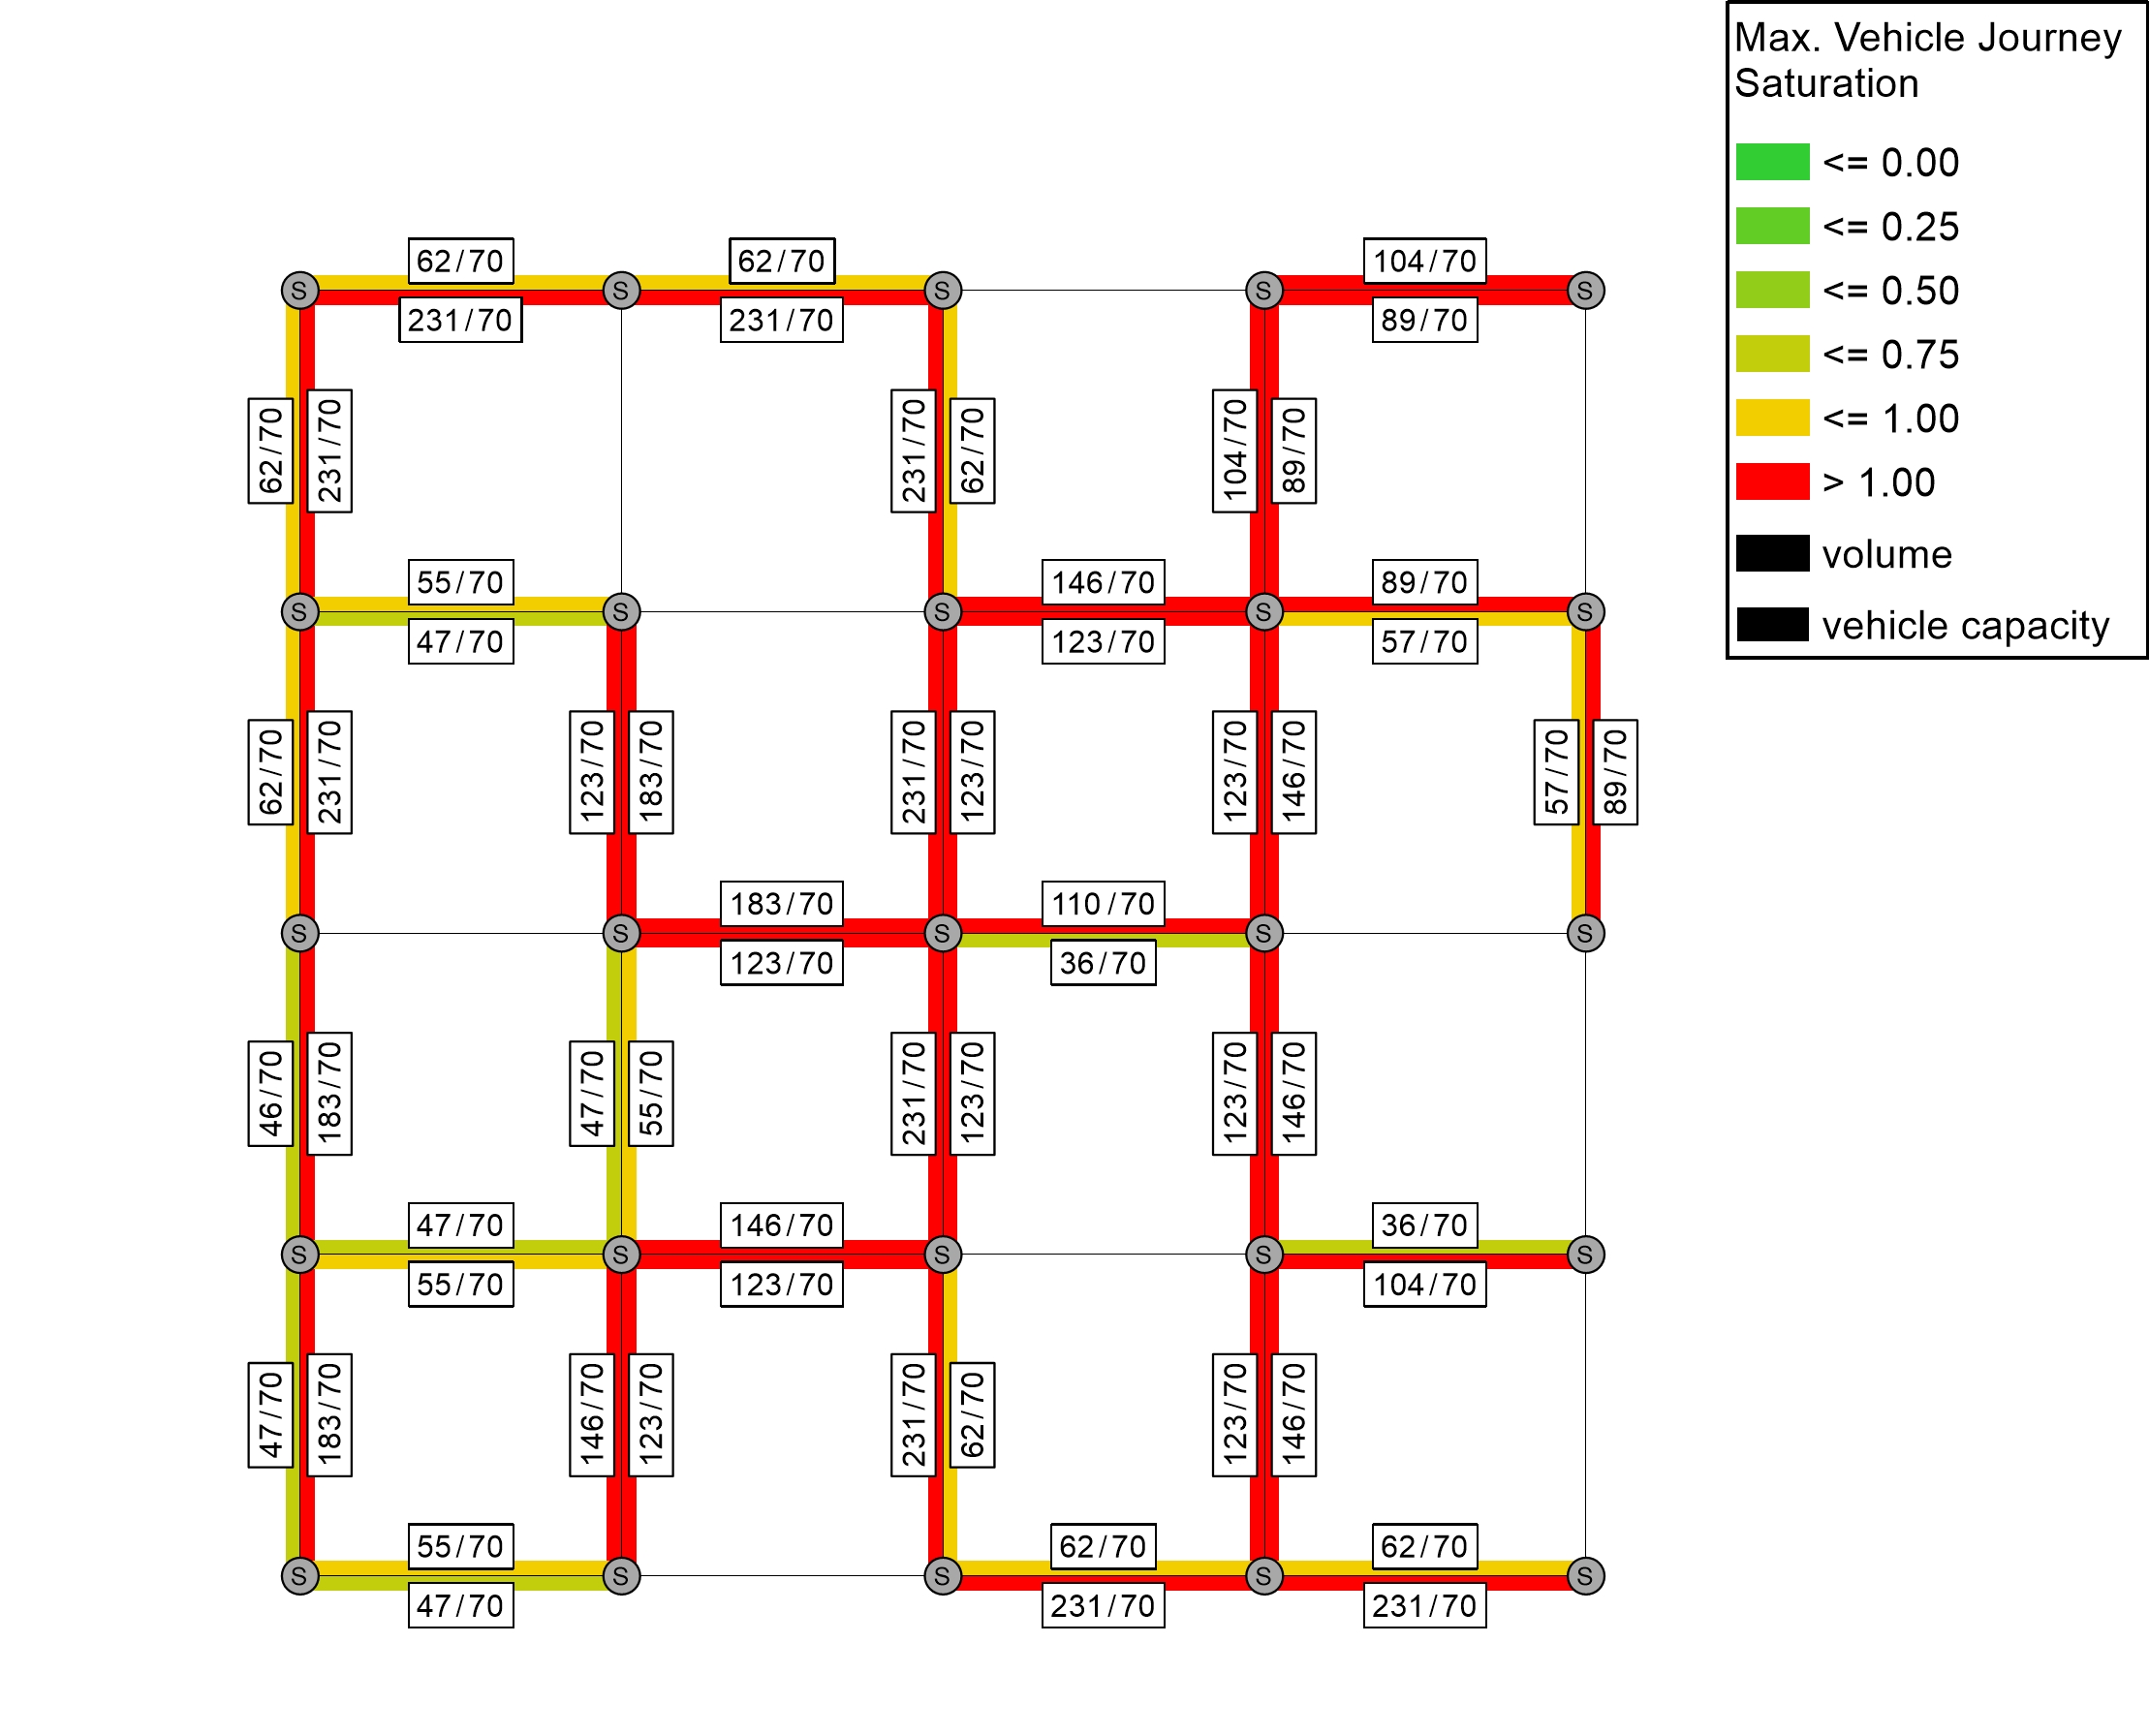 Max. Vehicle Journey
Saturation
<= 0.00
<= 0.25
<= 0.50
<= 0.75
<= 1.00
> 1.00
volume
vehicle capacity
62/70
62/70
104/70
S
S
S
S
S
231/70
231/70
89/70
62/70
231/70
231/70
62/70
104/70
89/70
55/70
146/70
89/70
S
S
S
S
S
47/70
123/70
57/70
62/70
231/70
123/70
183/70
231/70
123/70
123/70
146/70
57/70
89/70
183/70
110/70
S
S
S
S
S
123/70
36/70
46/70
183/70
47/70
55/70
231/70
123/70
123/70
146/70
47/70
146/70
36/70
S
S
S
S
S
55/70
123/70
104/70
47/70
183/70
146/70
123/70
231/70
62/70
123/70
146/70
55/70
62/70
62/70
S
S
S
S
S
47/70
231/70
231/70